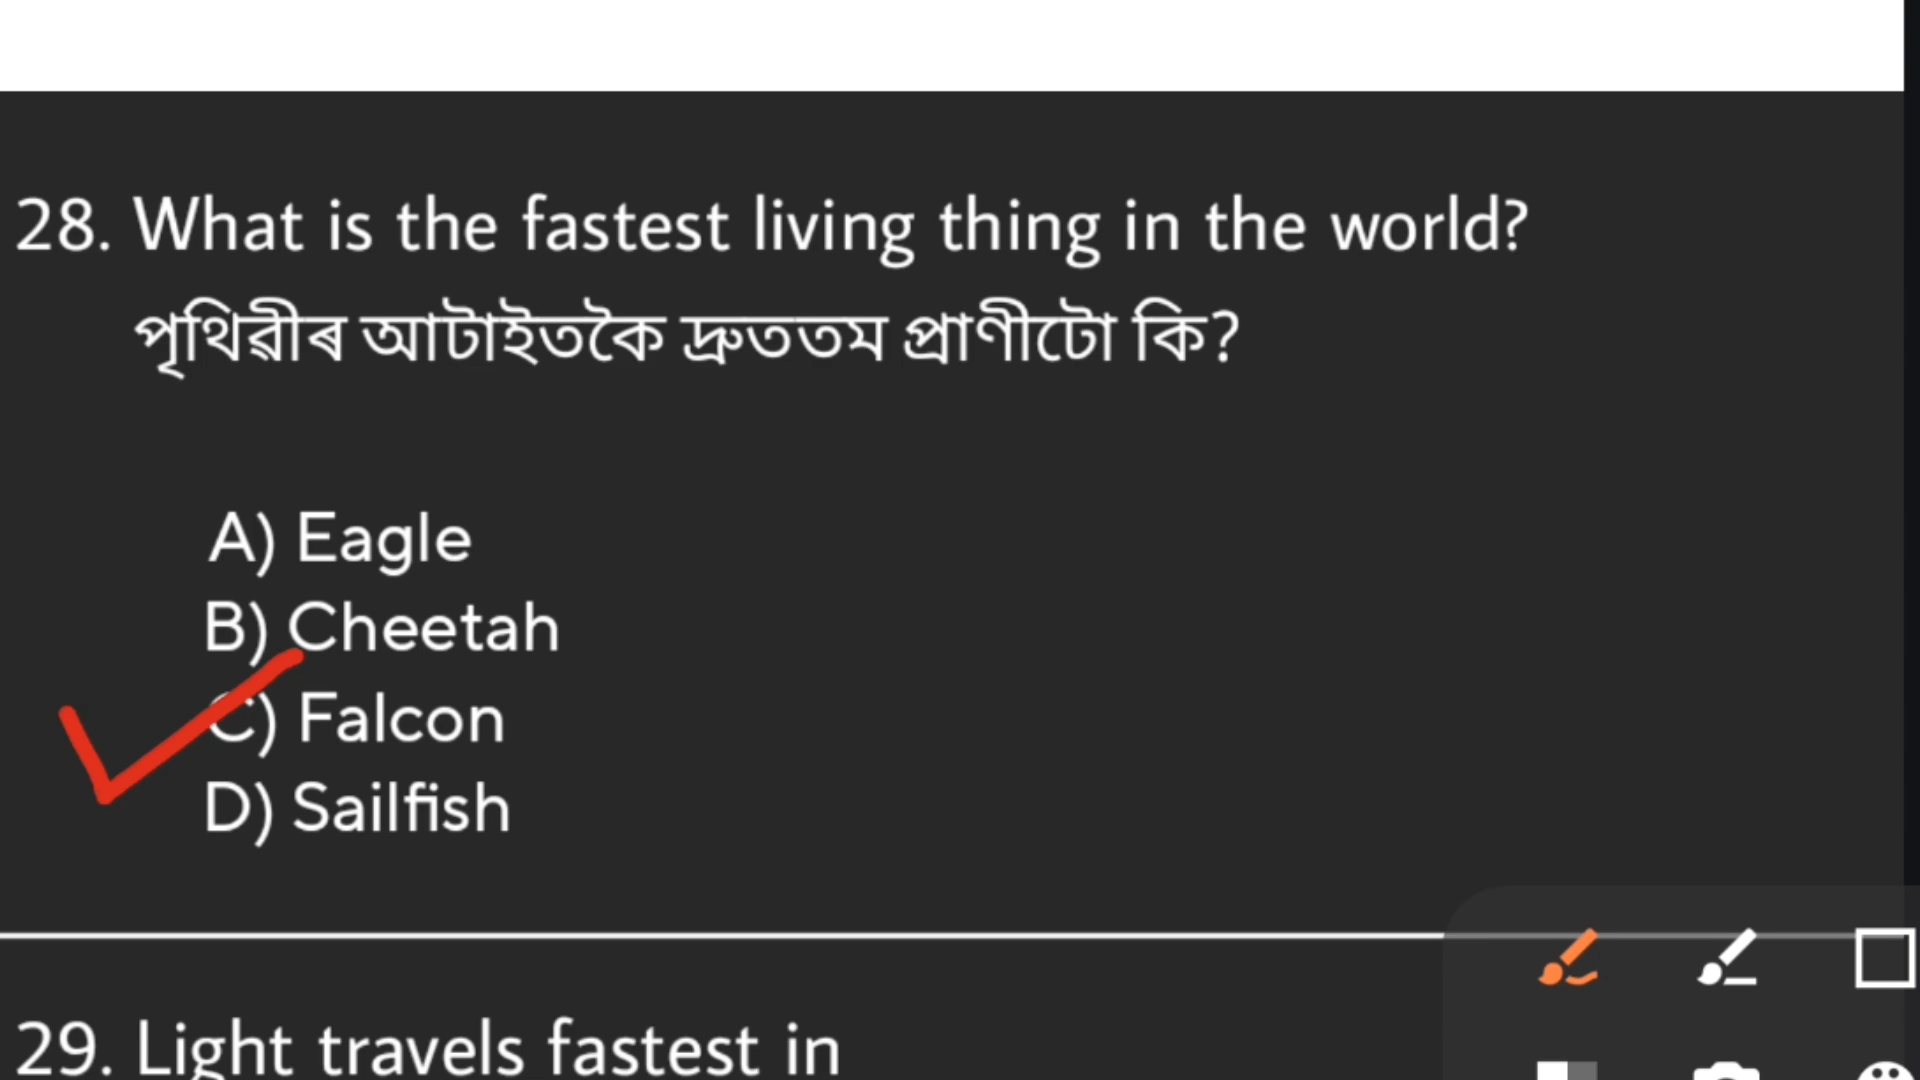 28. What is the fastest living thing in the world?
পৃথিৱীৰ আটাইতকৈ দ্ৰুততম প্ৰাণীটো কি?
A) Eagle
B) Cheetah
C) Falcon
D) Sailfish
29. Light travels fastest in